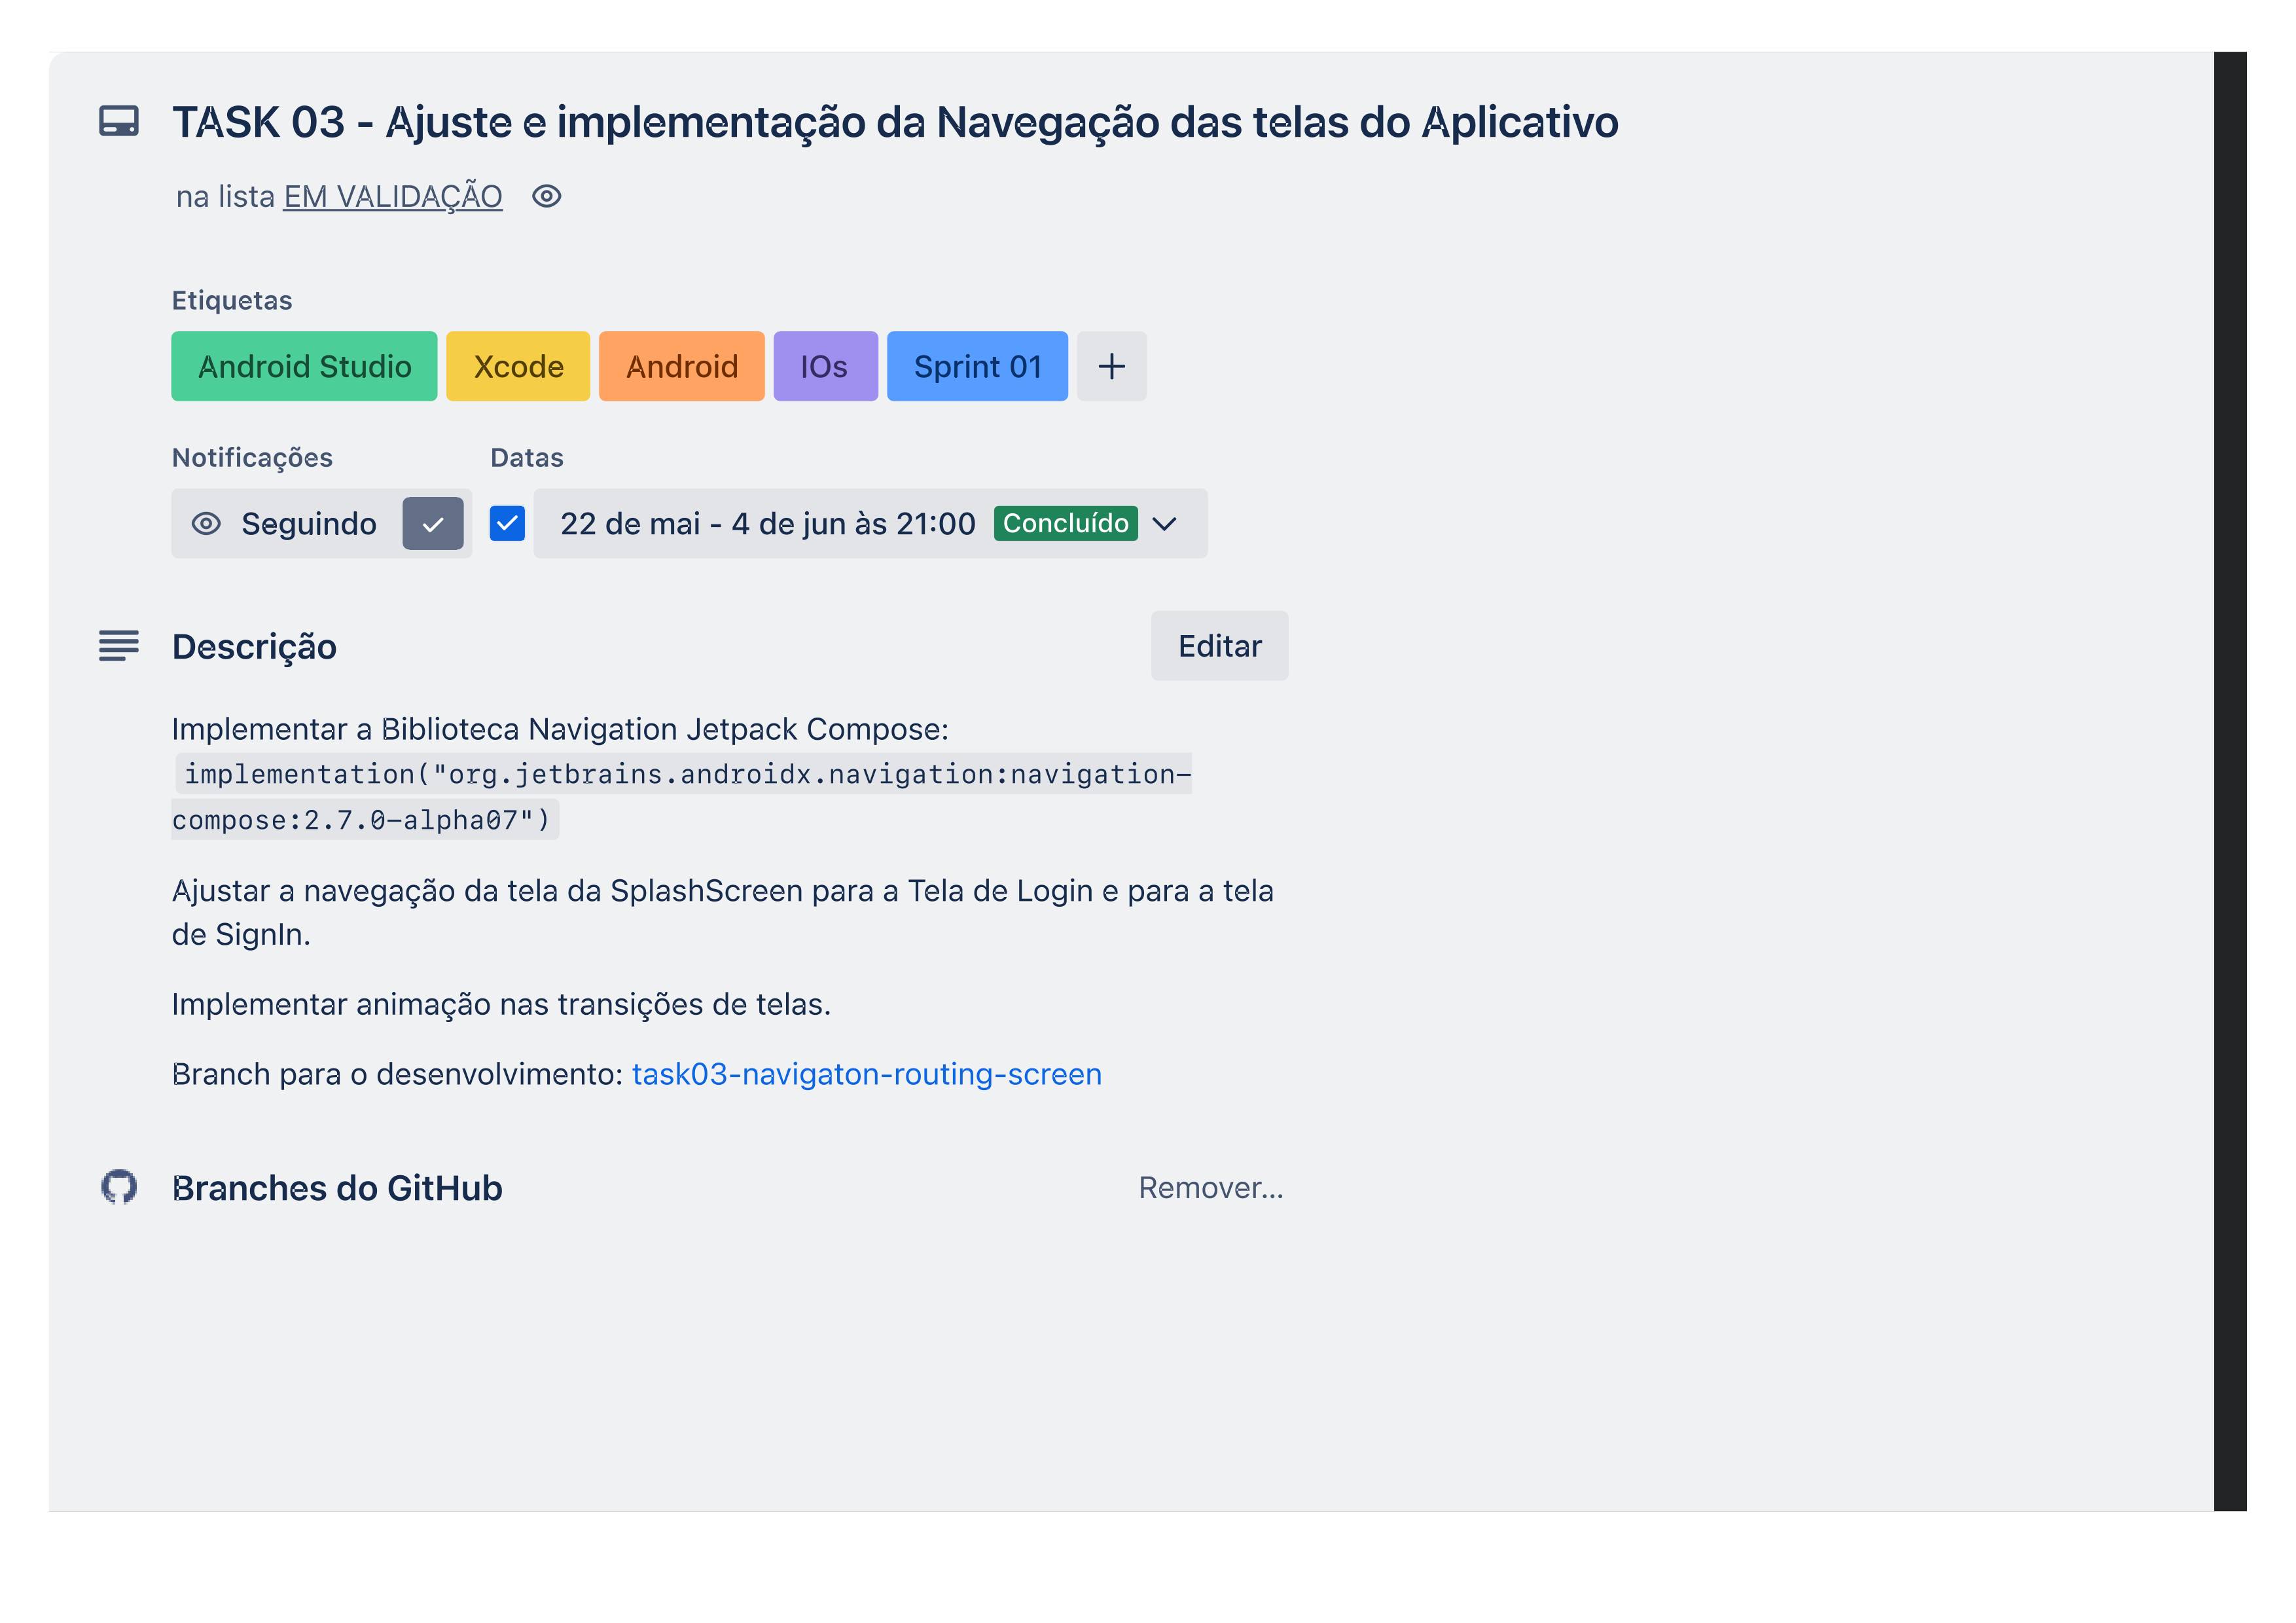 TASK 03 - Ajuste e implementação da Navegação das telas do Aplicativo
na lista EM VALIDAÇÃO
Etiquetas
Android Studio Xcode Android IOs Sprint 01 +
Notificações Datas
Seguindo 22 de mai - 4 de jun às 21:00 Concluído
Descrição Editar
Implementar a Biblioteca Navigation Jetpack Compose:
implementation("org.jetbrains.androidx.navigation:navigation-
compose:2.7.0-alpha07")
Ajustar a navegação da tela da SplashScreen para a Tela de Login e para a tela
de SignIn.
Implementar animação nas transições de telas.
Branch para o desenvolvimento: task03-navigaton-routing-screen
Branches do GitHub Remover...